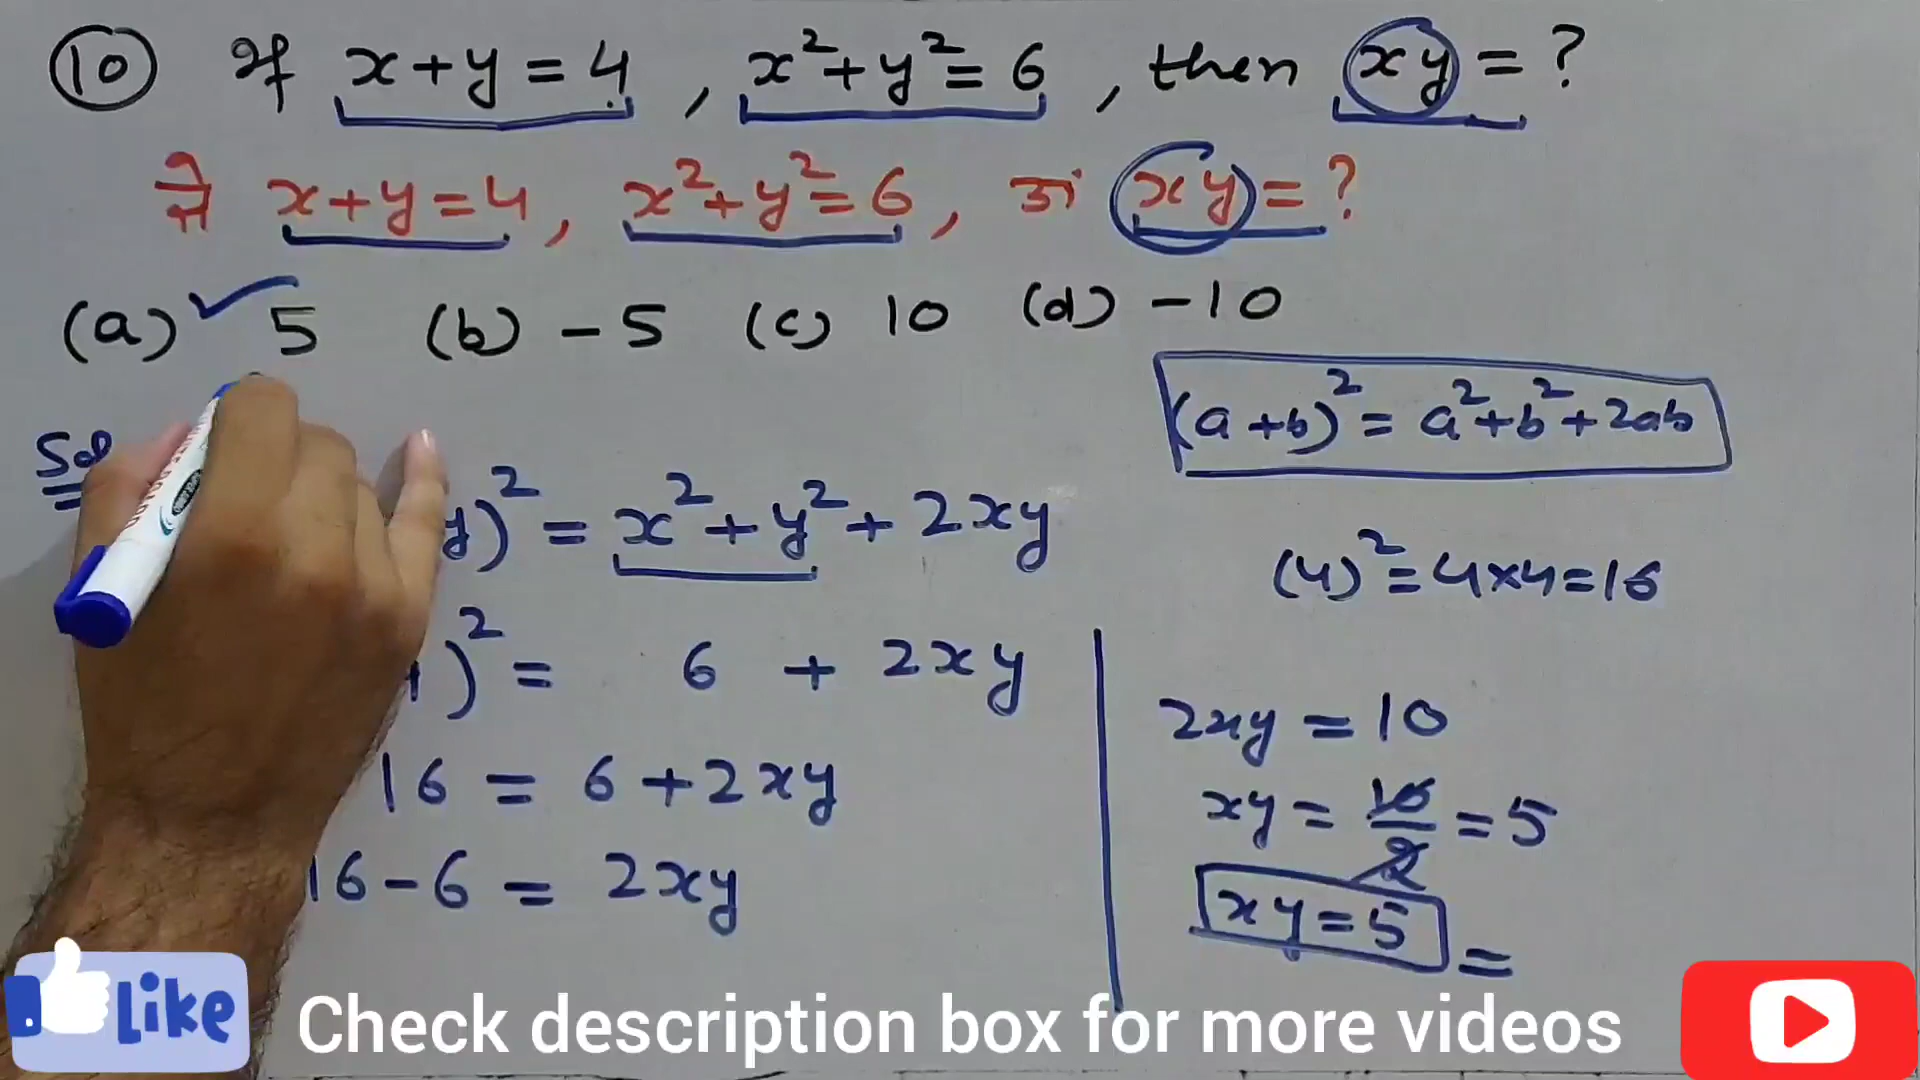 (10) If x+y=4, x²+y²=6, then xy=?
ਜੇ x+y=4, x²+y²=6, ਤਾਂ xy=?
(a) 5 (b) -5 (c) 10 (d) -10
(a+b)²= a²+b²+2ab
y)² = x²+y²+2xy
(4)²=4×4=16
)²= 6 + 2xy
16 = 6+2xy
16-6 = 2xy
2xy = 10
xy = 10/2 = 5
xy=5 =
Like
Check description box for more videos